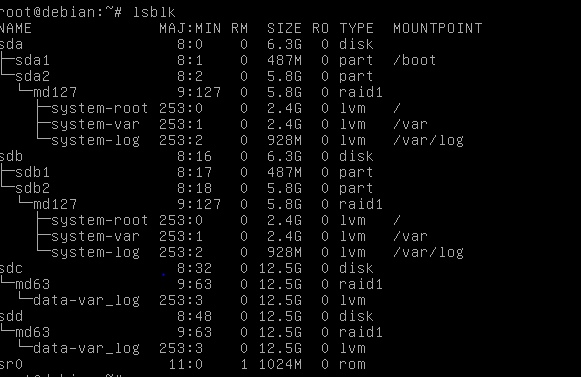 root@debian:~# lsblk
NAME MAJ:MIN RM SIZE RO TYPE MOUNTPOINT
sda 8:0 0 6.3G 0 disk
├─sda1 8:1 0 487M 0 part /boot
└─sda2 8:2 0 5.8G 0 part
└─md127 9:127 0 5.8G 0 raid1
├─system-root 253:0 0 2.4G 0 lvm /
├─system-var 253:1 0 2.4G 0 lvm /var
└─system-log 253:2 0 928M 0 lvm /var/log
sdb 8:16 0 6.3G 0 disk
├─sdb1 8:17 0 487M 0 part
└─sdb2 8:18 0 5.8G 0 part
└─md127 9:127 0 5.8G 0 raid1
├─system-root 253:0 0 2.4G 0 lvm /
├─system-var 253:1 0 2.4G 0 lvm /var
└─system-log 253:2 0 928M 0 lvm /var/log
sdc 8:32 0 12.5G 0 disk
└─md63 9:63 0 12.5G 0 raid1
└─data-var_log 253:3 0 12.5G 0 lvm
sdd 8:48 0 12.5G 0 disk
└─md63 9:63 0 12.5G 0 raid1
└─data-var_log 253:3 0 12.5G 0 lvm
sr0 11:0 1 1024M 0 rom
root@debian:~#